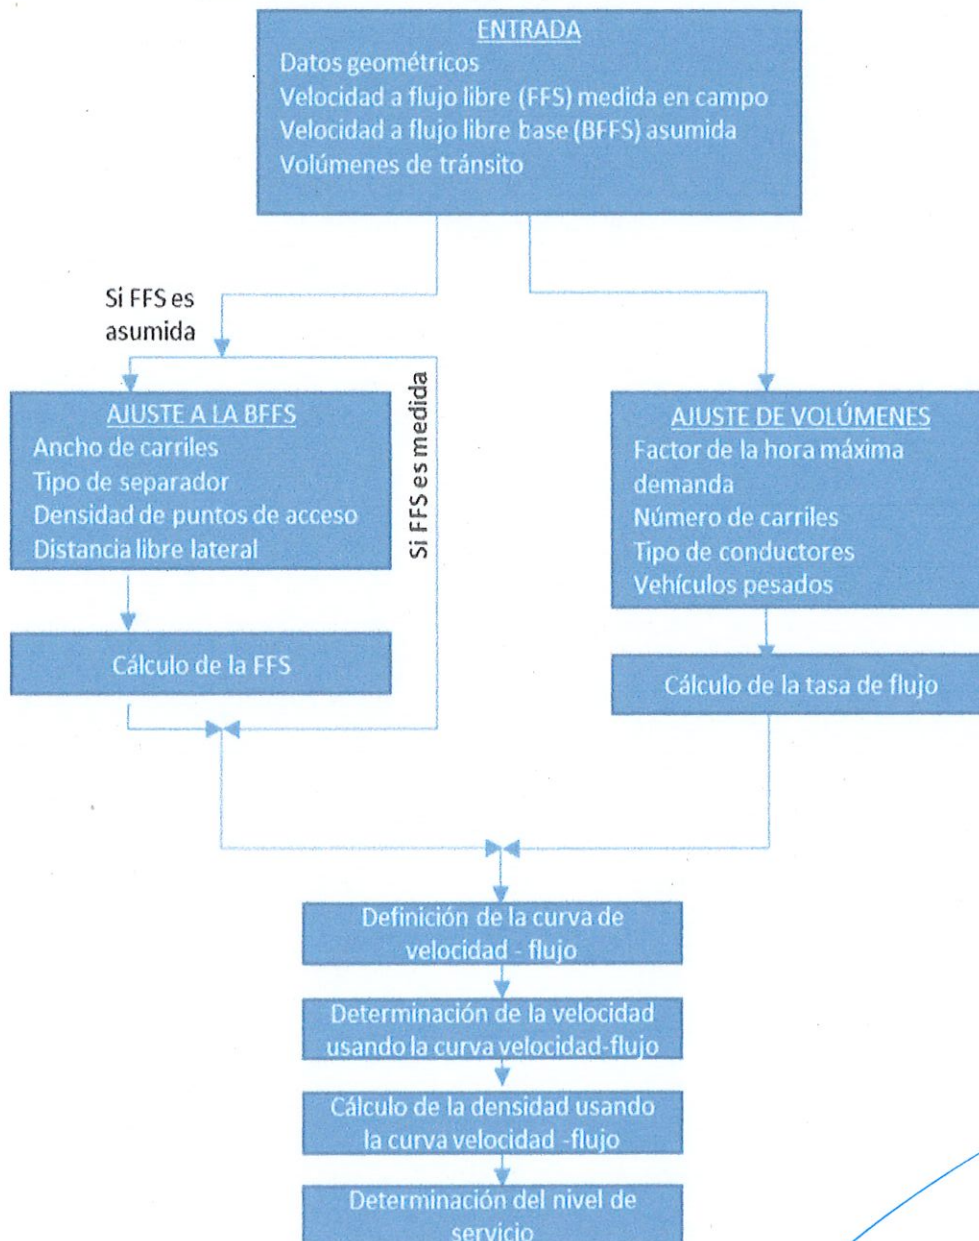 ENTRADA
Datos geométricos
Velocidad a flujo libre (FFS) medida en campo
Velocidad a flujo libre base (BFFS) asumida
Volúmenes de tránsito
Si FFS es
asumida
Si FFS es medida
AJUSTE A LA BFFS
Ancho de carriles
Tipo de separador
Densidad de puntos de acceso
Distancia libre lateral
AJUSTE DE VOLÚMENES
Factor de la hora máxima
demanda
Número de carriles
Tipo de conductores
Vehículos pesados
Cálculo de la FFS
Cálculo de la tasa de flujo
Definición de la curva de
velocidad - flujo
Determinación de la velocidad
usando la curva velocidad-flujo
Cálculo de la densidad usando
la curva velocidad -flujo
Determinación del nivel de
servicio